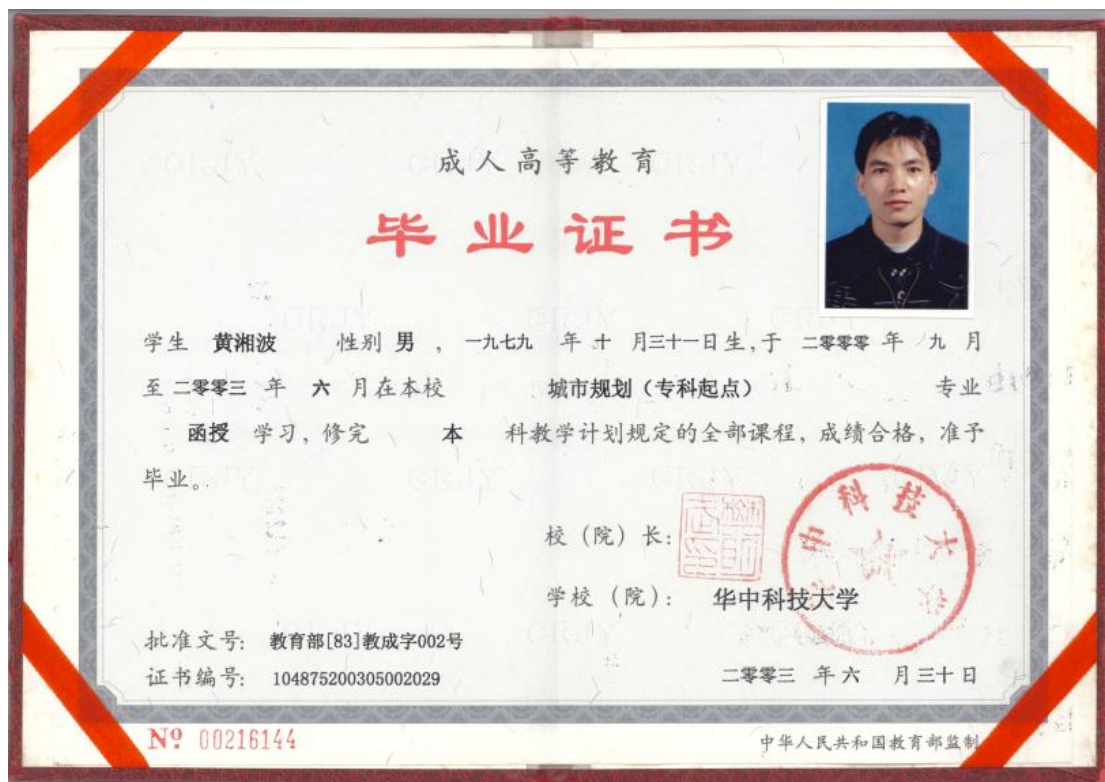 成人高等教育
毕业证书
学生 黄湘波 性别 男 , 一九七九 年 十 月三十一日生,于 二零零零 年 九 月
至 二零零三 年 六 月在本校 城市规划（专科起点） 专业
函授 学习, 修完 本 科教学计划规定的全部课程, 成绩合格, 准予
毕业。
校（院）长:
学校（院）: 华中科技大学
中科技大
批准文号: 教育部[83]教成字002号
证书编号: 104875200305002029
二零零三 年 六 月三十日
Nº 00216144
中华人民共和国教育部监制